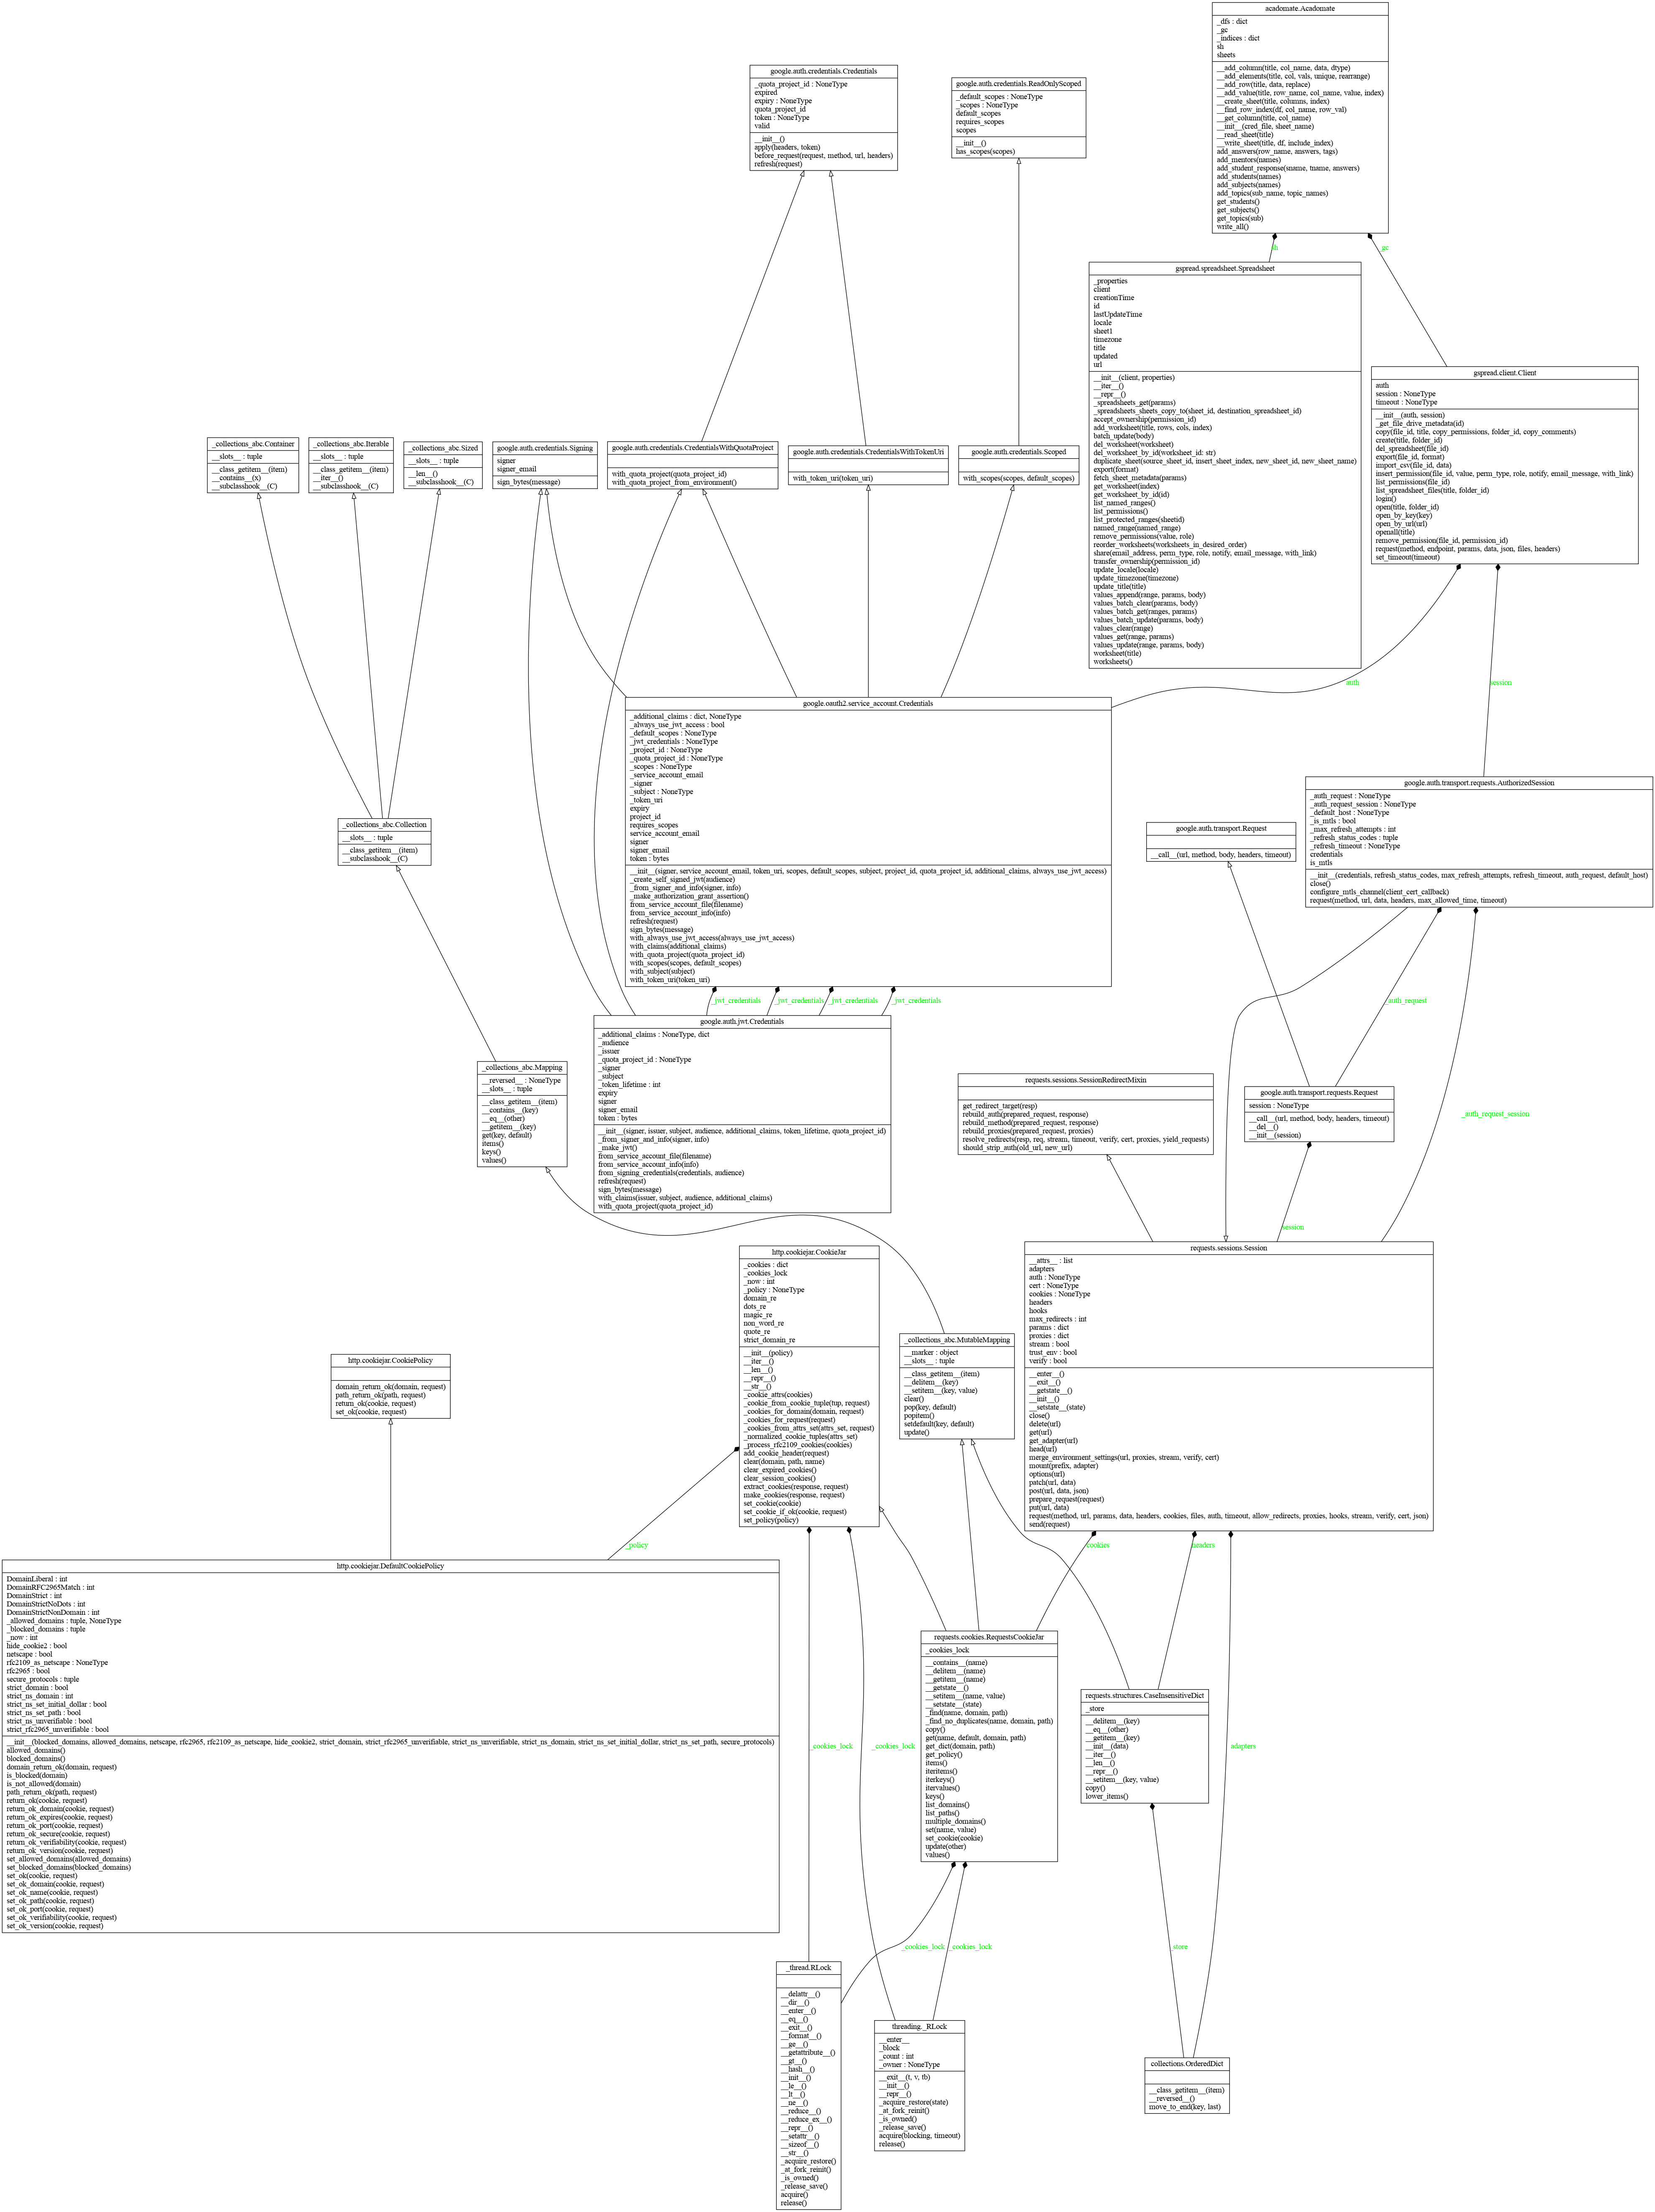 acadomate.Acadomate
_dfs : dict
_gc
_indices : dict
sh
sheets
__add_column(title, col_name, data, dtype)
__add_elements(title, col, vals, unique, rearrange)
__add_row(title, data, replace)
__add_value(title, row_name, col_name, value, index)
__create_sheet(title, columns, index)
__find_row_index(df, col_name, row_val)
__get_column(title, col_name)
__init__(cred_file, sheet_name)
__read_sheet(title)
__write_sheet(title, df, include_index)
add_answers(row_name, answers, tags)
add_mentors(names)
add_student_response(sname, tname, answers)
add_students(names)
add_subjects(names)
add_topics(sub_name, topic_names)
get_students()
get_subjects()
get_topics(sub)
write_all()
google.auth.credentials.Credentials
_quota_project_id : NoneType
expired
expiry : NoneType
quota_project_id
token : NoneType
valid
__init__()
apply(headers, token)
before_request(request, method, url, headers)
refresh(request)
google.auth.credentials.ReadOnlyScoped
_default_scopes : NoneType
_scopes : NoneType
default_scopes
requires_scopes
scopes
__init__()
has_scopes(scopes)
sh
gc
gspread.spreadsheet.Spreadsheet
_properties
client
creationTime
id
lastUpdateTime
locale
sheet1
timezone
title
updated
url
__init__(client, properties)
__iter__()
__repr__()
_spreadsheets_get(params)
_spreadsheets_sheets_copy_to(sheet_id, destination_spreadsheet_id)
accept_ownership(permission_id)
add_worksheet(title, rows, cols, index)
batch_update(body)
del_worksheet(worksheet)
del_worksheet_by_id(worksheet_id: str)
duplicate_sheet(source_sheet_id, insert_sheet_index, new_sheet_id, new_sheet_name)
export(format)
fetch_sheet_metadata(params)
get_worksheet(index)
get_worksheet_by_id(id)
list_named_ranges()
list_permissions()
list_protected_ranges(sheetid)
named_range(named_range)
remove_permissions(value, role)
reorder_worksheets(worksheets_in_desired_order)
share(email_address, perm_type, role, notify, email_message, with_link)
transfer_ownership(permission_id)
update_locale(locale)
update_timezone(timezone)
update_title(title)
values_append(range, params, body)
values_batch_clear(params, body)
values_batch_get(ranges, params)
values_batch_update(params, body)
values_clear(range)
values_get(range, params)
values_update(range, params, body)
worksheet(title)
worksheets()
gspread.client.Client
auth
session : NoneType
timeout : NoneType
__init__(auth, session)
_get_file_drive_metadata(id)
copy(file_id, title, copy_permissions, folder_id, copy_comments)
create(title, folder_id)
del_spreadsheet(file_id)
export(file_id, format)
import_csv(file_id, data)
insert_permission(file_id, value, perm_type, role, notify, email_message, with_link)
list_permissions(file_id)
list_spreadsheet_files(title, folder_id)
login()
open(title, folder_id)
open_by_key(key)
open_by_url(url)
openall(title)
remove_permission(file_id, permission_id)
request(method, endpoint, params, data, json, files, headers)
set_timeout(timeout)
_collections_abc.Container
__slots__ : tuple
__class_getitem__(item)
__contains__(x)
__subclasshook__(C)
_collections_abc.Iterable
__slots__ : tuple
__class_getitem__(item)
__iter__()
__subclasshook__(C)
_collections_abc.Sized
__slots__ : tuple
__len__()
__subclasshook__(C)
google.auth.credentials.Signing
signer
signer_email
sign_bytes(message)
google.auth.credentials.CredentialsWithQuotaProject
with_quota_project(quota_project_id)
with_quota_project_from_environment()
google.auth.credentials.CredentialsWithTokenUri
with_token_uri(token_uri)
google.auth.credentials.Scoped
with_scopes(scopes, default_scopes)
auth
session
google.oauth2.service_account.Credentials
_additional_claims : dict, NoneType
_always_use_jwt_access : bool
_default_scopes : NoneType
_jwt_credentials : NoneType
_project_id : NoneType
_quota_project_id : NoneType
_scopes : NoneType
_service_account_email
_signer
_subject : NoneType
_token_uri
expiry
project_id
requires_scopes
service_account_email
signer
signer_email
token : bytes
__init__(signer, service_account_email, token_uri, scopes, default_scopes, subject, project_id, quota_project_id, additional_claims, always_use_jwt_access)
_create_self_signed_jwt(audience)
_from_signer_and_info(signer, info)
_make_authorization_grant_assertion()
from_service_account_file(filename)
from_service_account_info(info)
refresh(request)
sign_bytes(message)
with_always_use_jwt_access(always_use_jwt_access)
with_claims(additional_claims)
with_quota_project(quota_project_id)
with_scopes(scopes, default_scopes)
with_subject(subject)
with_token_uri(token_uri)
google.auth.transport.requests.AuthorizedSession
_auth_request : NoneType
_auth_request_session : NoneType
_default_host : NoneType
_is_mtls : bool
_max_refresh_attempts : int
_refresh_status_codes : tuple
_refresh_timeout : NoneType
credentials
is_mtls
__init__(credentials, refresh_status_codes, max_refresh_attempts, refresh_timeout, auth_request, default_host)
close()
configure_mtls_channel(client_cert_callback)
request(method, url, data, headers, max_allowed_time, timeout)
_collections_abc.Collection
__slots__ : tuple
__class_getitem__(item)
__subclasshook__(C)
google.auth.transport.Request
__call__(url, method, body, headers, timeout)
_jwt_credentials
_jwt_credentials
_jwt_credentials
_jwt_credentials
_auth_request
google.auth.jwt.Credentials
_additional_claims : NoneType, dict
_audience
_issuer
_quota_project_id : NoneType
_signer
_subject
_token_lifetime : int
expiry
signer
signer_email
token : bytes
__init__(signer, issuer, subject, audience, additional_claims, token_lifetime, quota_project_id)
_from_signer_and_info(signer, info)
_make_jwt()
from_service_account_file(filename)
from_service_account_info(info)
from_signing_credentials(credentials, audience)
refresh(request)
sign_bytes(message)
with_claims(issuer, subject, audience, additional_claims)
with_quota_project(quota_project_id)
_collections_abc.Mapping
__reversed__ : NoneType
__slots__ : tuple
__class_getitem__(item)
__contains__(key)
__eq__(other)
__getitem__(key)
get(key, default)
items()
keys()
values()
requests.sessions.SessionRedirectMixin
get_redirect_target(resp)
rebuild_auth(prepared_request, response)
rebuild_method(prepared_request, response)
rebuild_proxies(prepared_request, proxies)
resolve_redirects(resp, req, stream, timeout, verify, cert, proxies, yield_requests)
should_strip_auth(old_url, new_url)
google.auth.transport.requests.Request
session : NoneType
__call__(url, method, body, headers, timeout)
__del__()
__init__(session)
_auth_request_session
session
http.cookiejar.CookieJar
_cookies : dict
_cookies_lock
_now : int
_policy : NoneType
domain_re
dots_re
magic_re
non_word_re
quote_re
strict_domain_re
__init__(policy)
__iter__()
__len__()
__repr__()
__str__()
_cookie_attrs(cookies)
_cookie_from_cookie_tuple(tup, request)
_cookies_for_domain(domain, request)
_cookies_for_request(request)
_cookies_from_attrs_set(attrs_set, request)
_normalized_cookie_tuples(attrs_set)
_process_rfc2109_cookies(cookies)
add_cookie_header(request)
clear(domain, path, name)
clear_expired_cookies()
clear_session_cookies()
extract_cookies(response, request)
make_cookies(response, request)
set_cookie(cookie)
set_cookie_if_ok(cookie, request)
set_policy(policy)
requests.sessions.Session
__attrs__ : list
adapters
auth : NoneType
cert : NoneType
cookies : NoneType
headers
hooks
max_redirects : int
params : dict
proxies : dict
stream : bool
trust_env : bool
verify : bool
__enter__()
__exit__()
__getstate__()
__init__()
__setstate__(state)
close()
delete(url)
get(url)
get_adapter(url)
head(url)
merge_environment_settings(url, proxies, stream, verify, cert)
mount(prefix, adapter)
options(url)
patch(url, data)
post(url, data, json)
prepare_request(request)
put(url, data)
request(method, url, params, data, headers, cookies, files, auth, timeout, allow_redirects, proxies, hooks, stream, verify, cert, json)
send(request)
_collections_abc.MutableMapping
__marker : object
__slots__ : tuple
__class_getitem__(item)
__delitem__(key)
__setitem__(key, value)
clear()
pop(key, default)
popitem()
setdefault(key, default)
update()
http.cookiejar.CookiePolicy
domain_return_ok(domain, request)
path_return_ok(path, request)
return_ok(cookie, request)
set_ok(cookie, request)
_policy
cookies
headers
http.cookiejar.DefaultCookiePolicy
DomainLiberal : int
DomainRFC2965Match : int
DomainStrict : int
DomainStrictNoDots : int
DomainStrictNonDomain : int
_allowed_domains : tuple, NoneType
_blocked_domains : tuple
_now : int
hide_cookie2 : bool
netscape : bool
rfc2109_as_netscape : NoneType
rfc2965 : bool
secure_protocols : tuple
strict_domain : bool
strict_ns_domain : int
strict_ns_set_initial_dollar : bool
strict_ns_set_path : bool
strict_ns_unverifiable : bool
strict_rfc2965_unverifiable : bool
__init__(blocked_domains, allowed_domains, netscape, rfc2965, rfc2109_as_netscape, hide_cookie2, strict_domain, strict_rfc2965_unverifiable, strict_ns_unverifiable, strict_ns_domain, strict_ns_set_initial_dollar, strict_ns_set_path, secure_protocols)
allowed_domains()
blocked_domains()
domain_return_ok(domain, request)
is_blocked(domain)
is_not_allowed(domain)
path_return_ok(path, request)
return_ok(cookie, request)
return_ok_domain(cookie, request)
return_ok_expires(cookie, request)
return_ok_port(cookie, request)
return_ok_secure(cookie, request)
return_ok_verifiability(cookie, request)
return_ok_version(cookie, request)
set_allowed_domains(allowed_domains)
set_blocked_domains(blocked_domains)
set_ok(cookie, request)
set_ok_domain(cookie, request)
set_ok_name(cookie, request)
set_ok_path(cookie, request)
set_ok_port(cookie, request)
set_ok_verifiability(cookie, request)
set_ok_version(cookie, request)
requests.cookies.RequestsCookieJar
_cookies_lock
__contains__(name)
__delitem__(name)
__getitem__(name)
__getstate__()
__setitem__(name, value)
__setstate__(state)
_find(name, domain, path)
_find_no_duplicates(name, domain, path)
copy()
get(name, default, domain, path)
get_dict(domain, path)
get_policy()
items()
iteritems()
iterkeys()
itervalues()
keys()
list_domains()
list_paths()
multiple_domains()
set(name, value)
set_cookie(cookie)
update(other)
values()
requests.structures.CaseInsensitiveDict
_store
__delitem__(key)
__eq__(other)
__getitem__(key)
__init__(data)
__iter__()
__len__()
__repr__()
__setitem__(key, value)
copy()
lower_items()
_cookies_lock
_cookies_lock
adapters
_cookies_lock
_cookies_lock
_store
_thread.RLock
__delattr__()
__dir__()
__enter__()
__eq__()
__exit__()
__format__()
__ge__()
__getattribute__()
__gt__()
__hash__()
__init__()
__le__()
__lt__()
__ne__()
__reduce__()
__reduce_ex__()
__repr__()
__setattr__()
__sizeof__()
__str__()
_acquire_restore()
_at_fork_reinit()
_is_owned()
_release_save()
acquire()
release()
threading._RLock
__enter__
_block
_count : int
_owner : NoneType
__exit__(t, v, tb)
__init__()
__repr__()
_acquire_restore(state)
_at_fork_reinit()
_is_owned()
_release_save()
acquire(blocking, timeout)
release()
collections.OrderedDict
__class_getitem__(item)
__reversed__()
move_to_end(key, last)